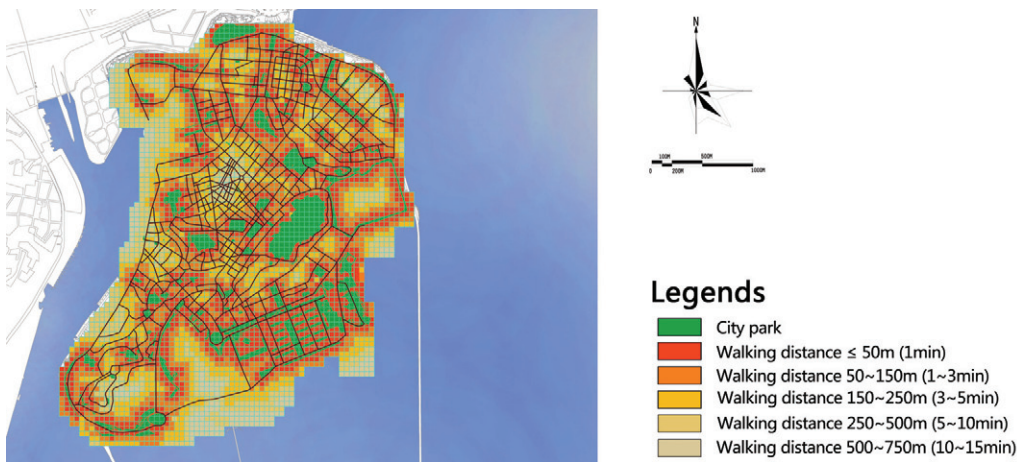 N
100M 500M
0 200M 1000M
Legends
City park
Walking distance ≤ 50m (1min)
Walking distance 50~150m (1~3min)
Walking distance 150~250m (3~5min)
Walking distance 250~500m (5~10min)
Walking distance 500~750m (10~15min)